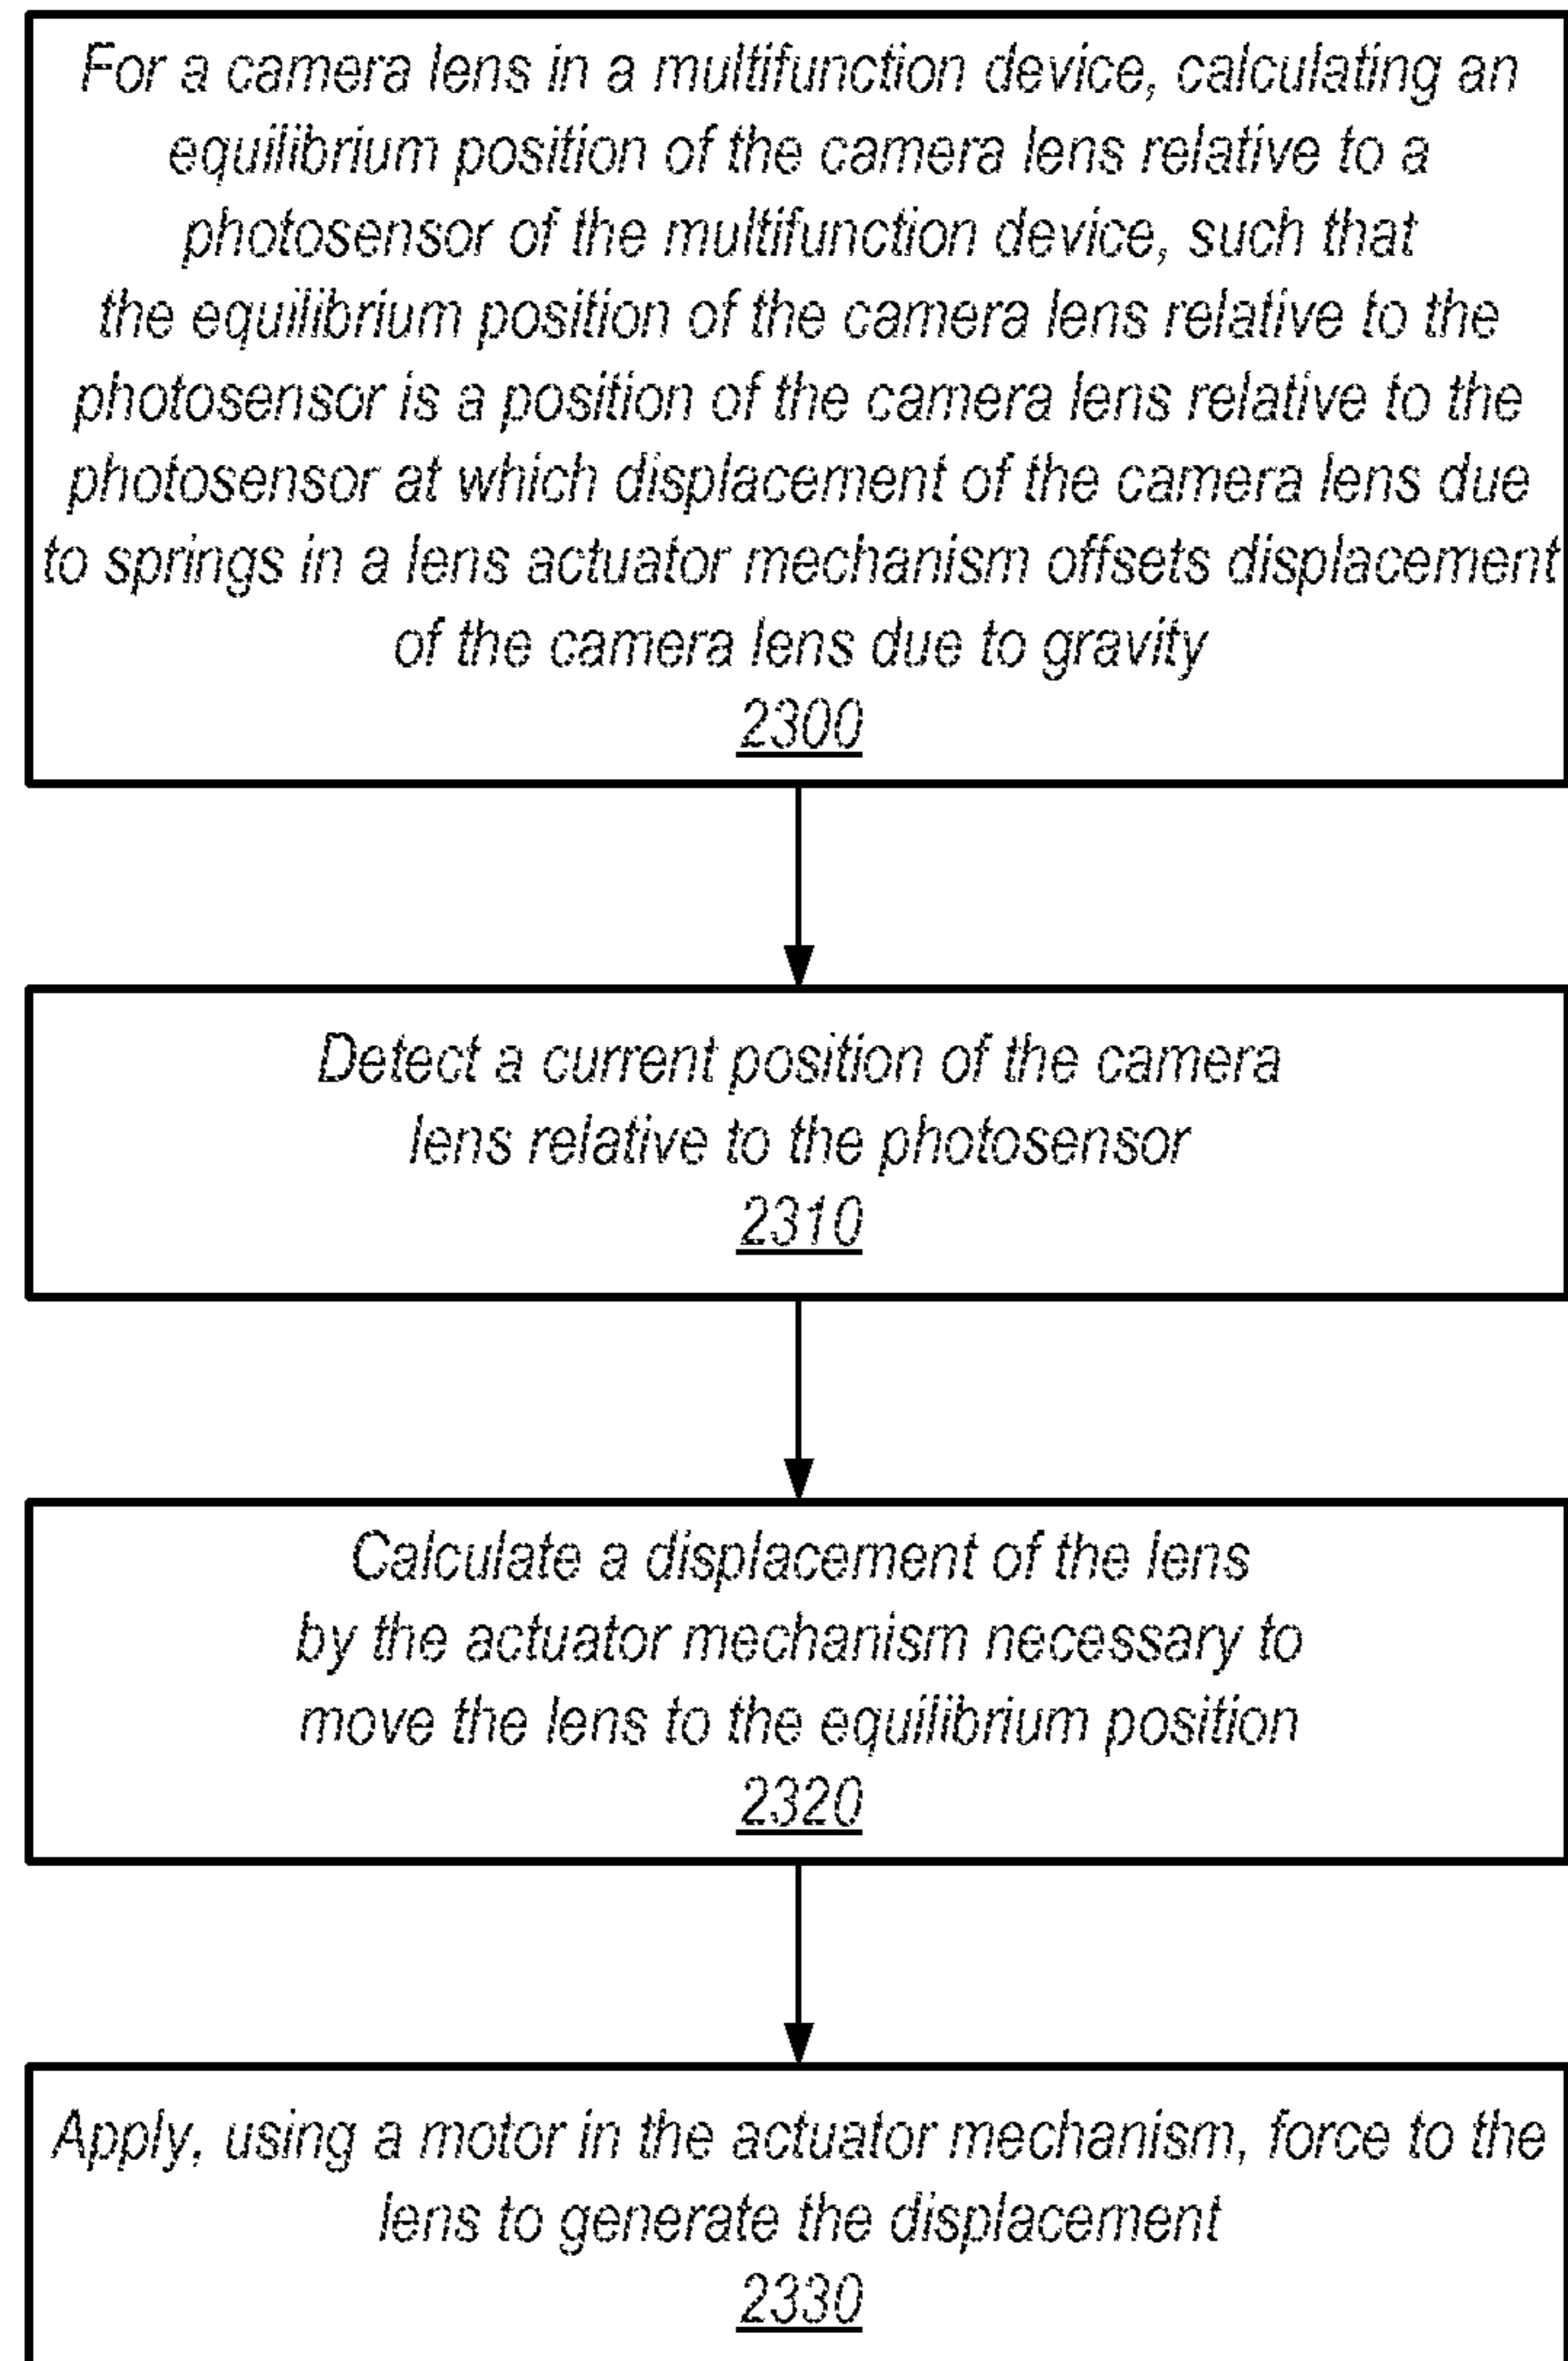 For a camera lens in a multifunction device, calculating an
equilibrium position of the camera lens relative to a
photosensor of the multifunction device, such that
the equilibrium position of the camera lens relative to the
photosensor is a position of the camera lens relative to the
photosensor at which displacement of the camera lens due
to springs in a lens actuator mechanism offsets displacement
of the camera lens due to gravity
2300
Detect a current position of the camera
lens relative to the photosensor
2310
Calculate a displacement of the lens
by the actuator mechanism necessary to
move the lens to the equilibrium position
2320
Apply, using a motor in the actuator mechanism, force to the
lens to generate the displacement
2330